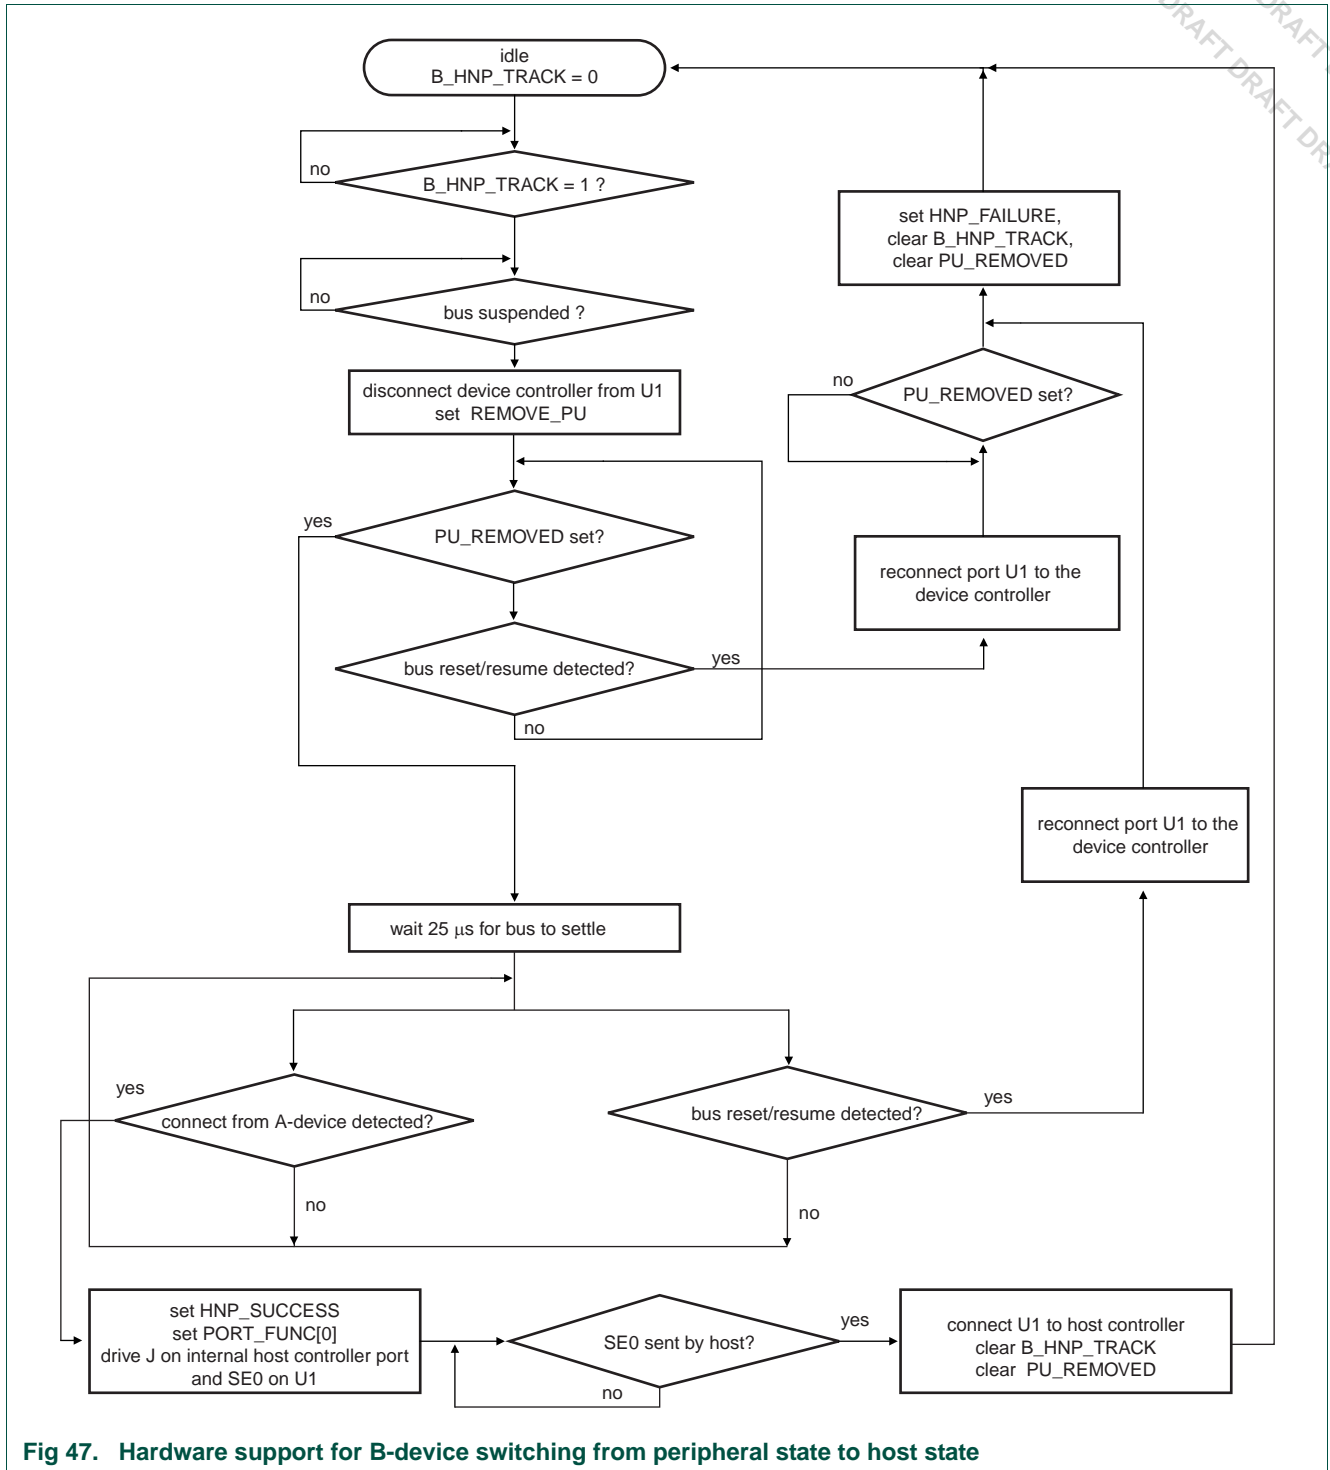 DRAFT DRAFT DRA
DRAFT
idle
B_HNP_TRACK = 0
no
B_HNP_TRACK = 1 ?
set HNP_FAILURE,
clear B_HNP_TRACK,
clear PU_REMOVED
no
bus suspended ?
disconnect device controller from U1
set REMOVE_PU
no
PU_REMOVED set?
yes
PU_REMOVED set?
reconnect port U1 to the
device controller
bus reset/resume detected?
yes
no
reconnect port U1 to the
device controller
wait 25 μs for bus to settle
yes
connect from A-device detected?
bus reset/resume detected?
yes
no
no
set HNP_SUCCESS
set PORT_FUNC[0]
drive J on internal host controller port
and SE0 on U1
SE0 sent by host?
yes
no
connect U1 to host controller
clear B_HNP_TRACK
clear PU_REMOVED
Fig 47. Hardware support for B-device switching from peripheral state to host state